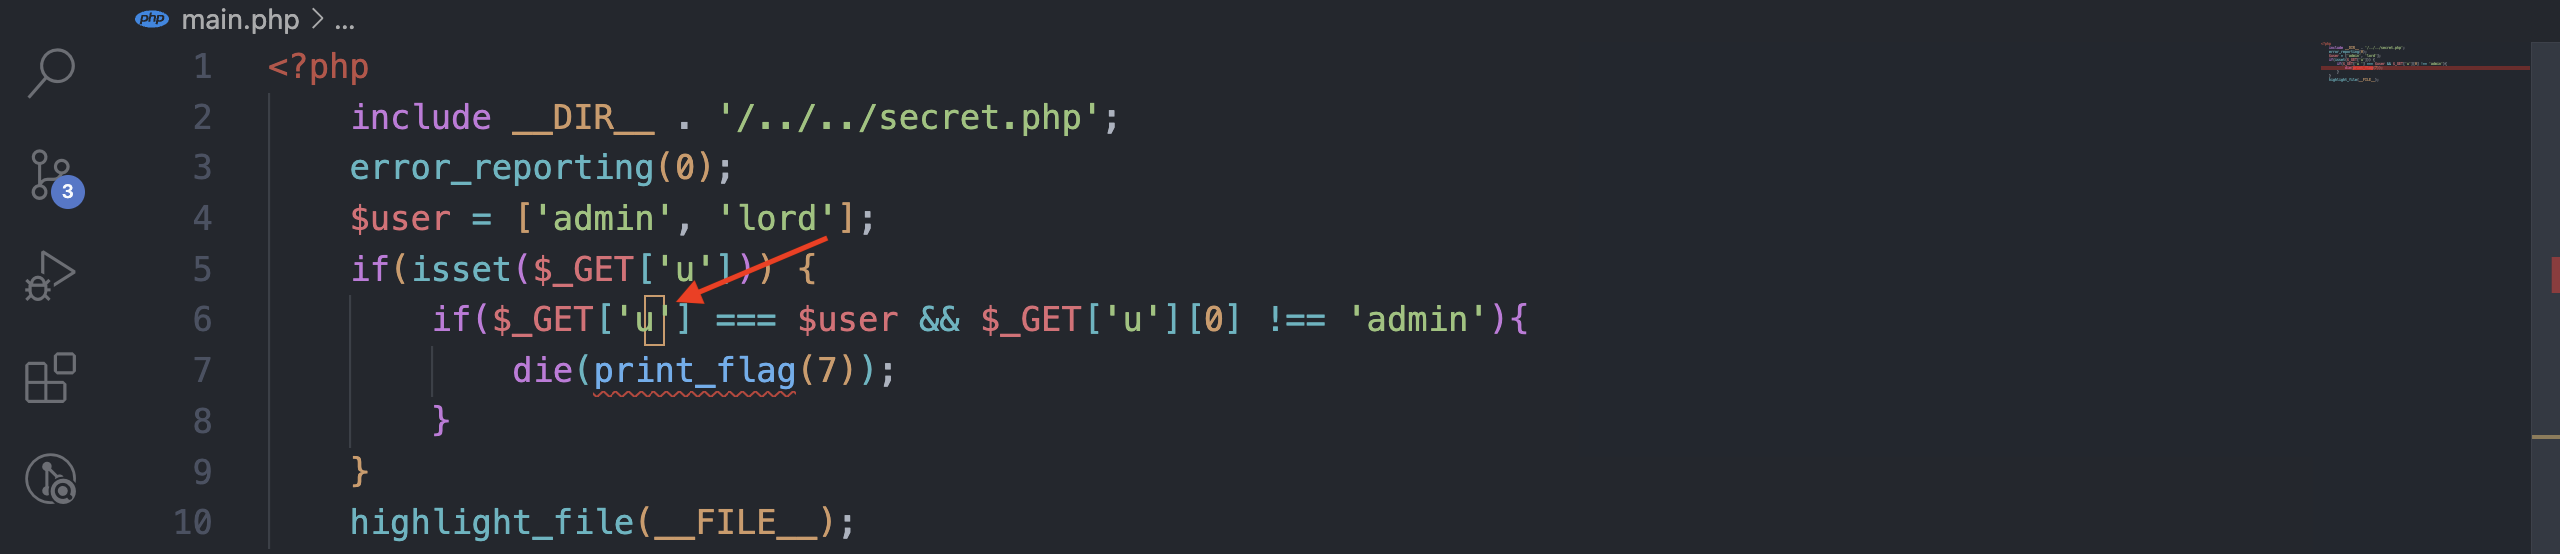 php main.php > ...
1 <?php
2 include __DIR__ . '/../../secret.php';
3 error_reporting(0);
4 $user = ['admin', 'lord'];
5 if(isset($_GET['u'])) {
6 if($_GET['u'] === $user && $_GET['u'][0] !== 'admin'){
7 die(print_flag(7));
8 }
9 }
10 highlight_file(__FILE__);
3